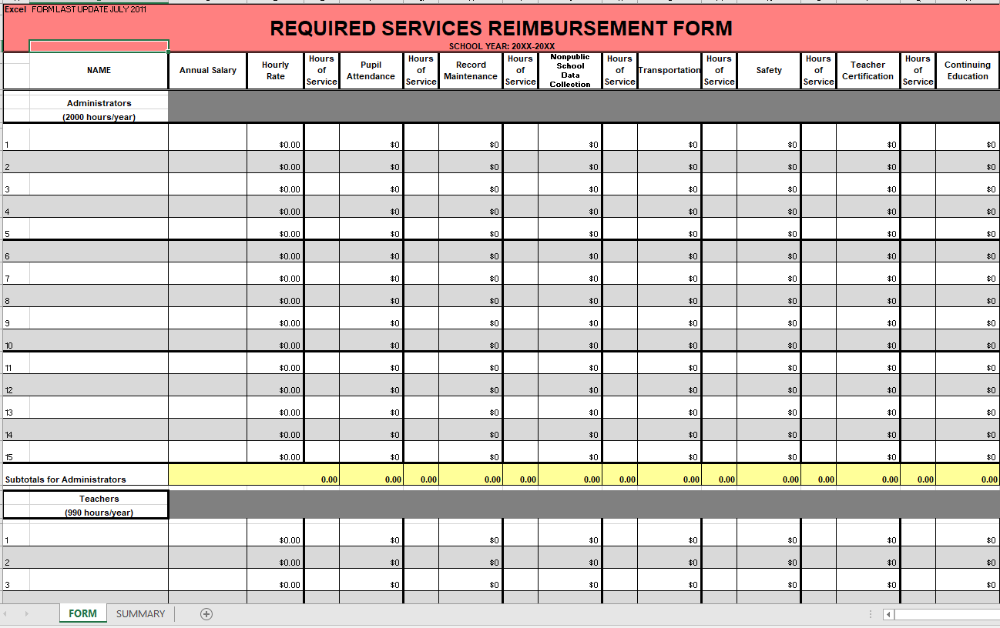 Excel FORM LAST UPDATE JULY 2011
REQUIRED SERVICES REIMBURSEMENT FORM
SCHOOL YEAR: 20XX-20XX
NAME Annual Salary Hourly Rate Hours of Service Pupil Attendance Hours of Service Record Maintenance Hours of Service Nonpublic School Data Collection Hours of Service Transportation Hours of Service Safety Hours of Service Teacher Certification Hours of Service Continuing Education
Administrators
(2000 hours/year)
1 $0.00 $0 $0 $0 $0 $0 $0 $0
2 $0.00 $0 $0 $0 $0 $0 $0 $0
3 $0.00 $0 $0 $0 $0 $0 $0 $0
4 $0.00 $0 $0 $0 $0 $0 $0 $0
5 $0.00 $0 $0 $0 $0 $0 $0 $0
6 $0.00 $0 $0 $0 $0 $0 $0 $0
7 $0.00 $0 $0 $0 $0 $0 $0 $0
8 $0.00 $0 $0 $0 $0 $0 $0 $0
9 $0.00 $0 $0 $0 $0 $0 $0 $0
10 $0.00 $0 $0 $0 $0 $0 $0 $0
11 $0.00 $0 $0 $0 $0 $0 $0 $0
12 $0.00 $0 $0 $0 $0 $0 $0 $0
13 $0.00 $0 $0 $0 $0 $0 $0 $0
14 $0.00 $0 $0 $0 $0 $0 $0 $0
15 $0.00 $0 $0 $0 $0 $0 $0 $0
Subtotals for Administrators 0.00 0.00 0.00 0.00 0.00 0.00 0.00 0.00 0.00 0.00 0.00 0.00 0.00 0.00
Teachers
(990 hours/year)
1 $0.00 $0 $0 $0 $0 $0 $0 $0
2 $0.00 $0 $0 $0 $0 $0 $0 $0
3 $0.00 $0 $0 $0 $0 $0 $0 $0
FORM SUMMARY